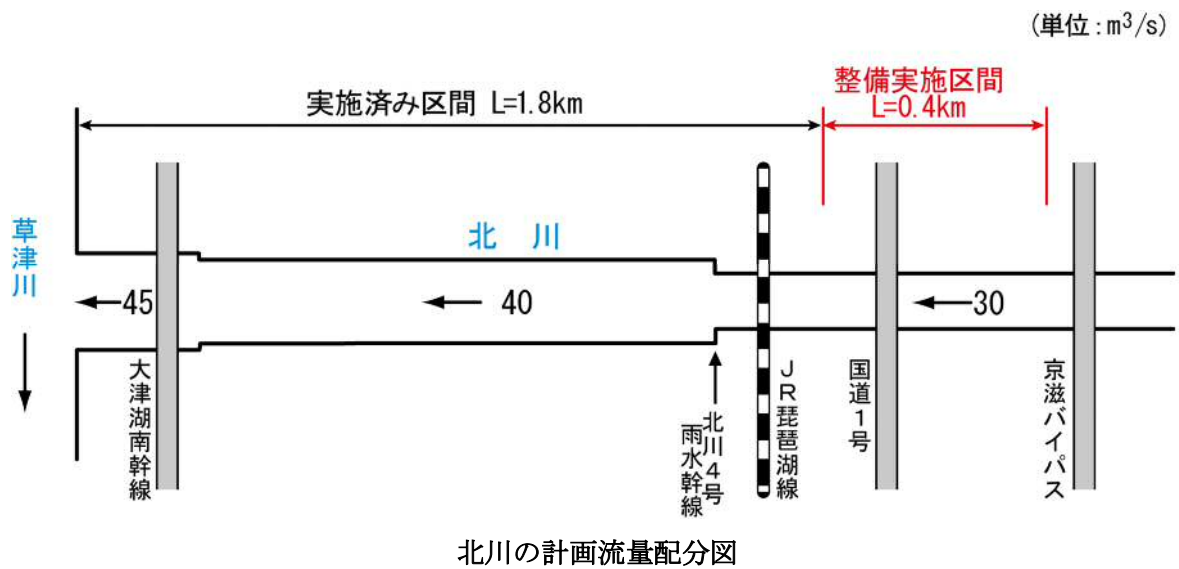 (単位:m³/s)
整備実施区間
L=0.4km
実施済み区間 L=1.8km
草津川
北 川
45
40
30
大津湖南幹線
北川4号
雨水幹線
JR琵琶湖線
国道1号
京滋バイパス
北川の計画流量配分図